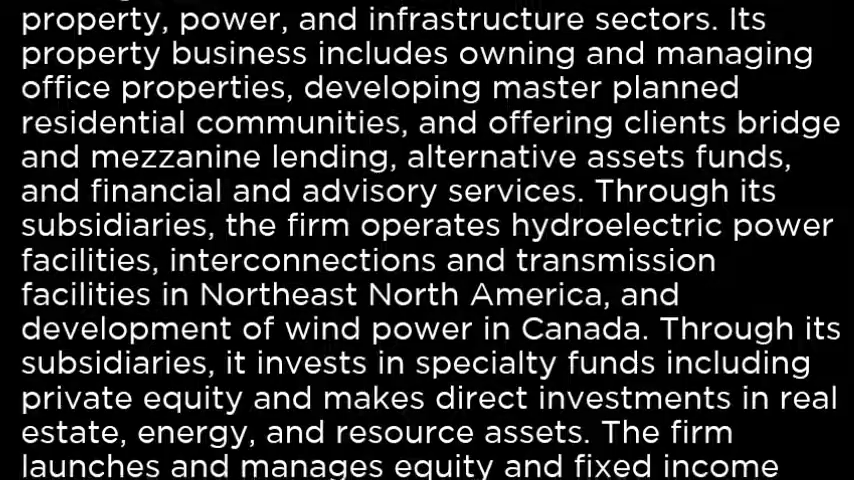 property, power, and infrastructure sectors. Its
property business includes owning and managing
office properties, developing master planned
residential communities, and offering clients bridge
and mezzanine lending, alternative assets funds,
and financial and advisory services. Through its
subsidiaries, the firm operates hydroelectric power
facilities, interconnections and transmission
facilities in Northeast North America, and
development of wind power in Canada. Through its
subsidiaries, it invests in specialty funds including
private equity and makes direct investments in real
estate, energy, and resource assets. The firm
launches and manages equity and fixed income